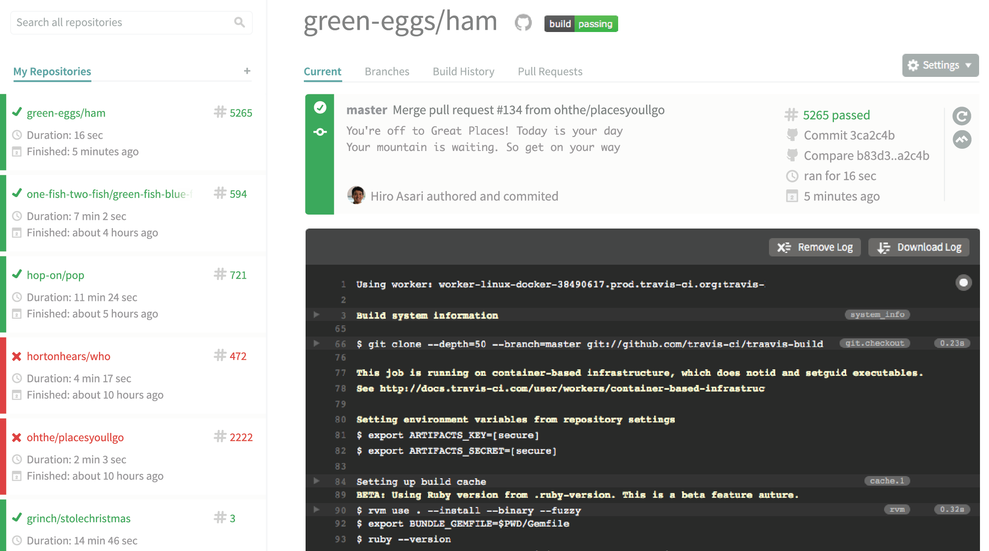 Search all repositories
My Repositories +
green-eggs/ham # 5265
Duration: 16 sec
Finished: 5 minutes ago
one-fish-two-fish/green-fish-blue- # 594
Duration: 7 min 2 sec
Finished: about 4 hours ago
hop-on/pop # 721
Duration: 11 min 24 sec
Finished: about 5 hours ago
hortonhears/who # 472
Duration: 4 min 17 sec
Finished: about 10 hours ago
ohthe/placesyoullgo # 2222
Duration: 2 min 3 sec
Finished: about 10 hours ago
grinch/stolechristmas # 3
Duration: 14 min 46 sec
green-eggs/ham build passing
Current Branches Build History Pull Requests Settings
master Merge pull request #134 from ohthe/placesyoullgo
You're off to Great Places! Today is your day
Your mountain is waiting. So get on your way
Hiro Asari authored and commited
# 5265 passed
Commit 3ca2c4b
Compare b83d3..a2c4b
ran for 16 sec
5 minutes ago
Remove Log Download Log
1 Using worker: worker-linux-docker-38490617.prod.travis-ci.org:travis-
2
3 Build system information system_info
65
66 $ git clone --depth=50 --branch=master git://github.com/travis-ci/traavis-build git.checkout 0.23s
76
77 This job is running on container-based infrastructure, which does notid and setguid executables.
78 See http://docs.travis-ci.com/user/workers/container-based-infrastruc
79
80 Setting environment variables from repository settings
81 $ export ARTIFACTS_KEY=[secure]
82 $ export ARTIFACTS_SECRET=[secure]
83
84 Setting up build cache cache.1
89 BETA: Using Ruby version from .ruby-version. This is a beta feature auture.
90 $ rvm use . --install --binary --fuzzy rvm 0.32s
92 $ export BUNDLE_GEMFILE=$PWD/Gemfile
93 $ ruby --version